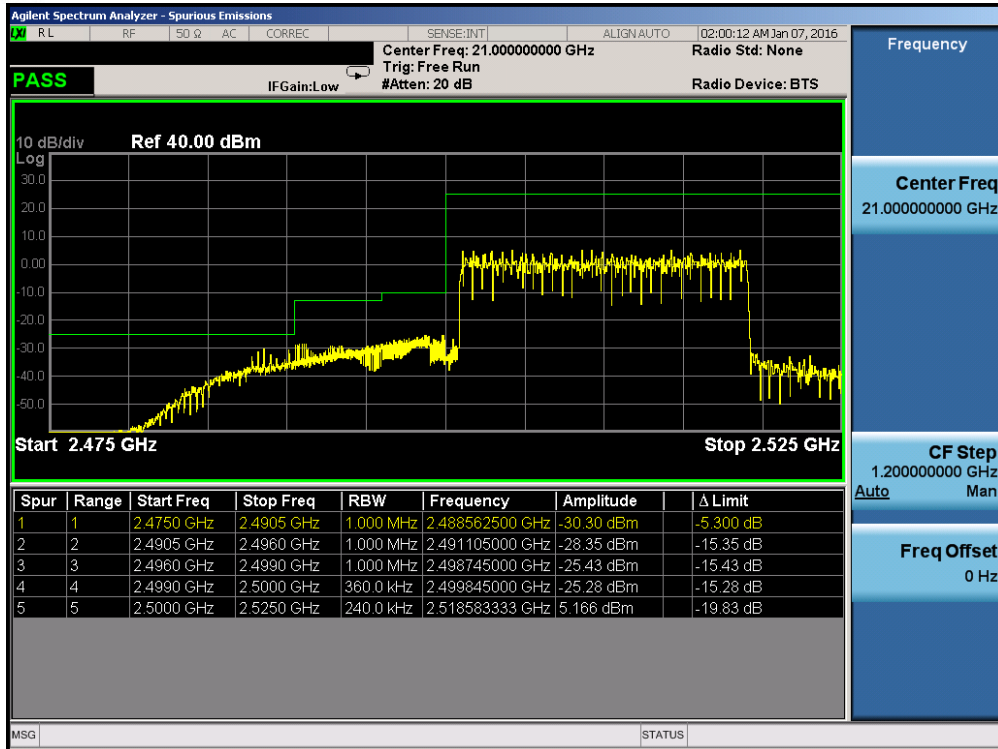 Agilent Spectrum Analyzer - Spurious Emissions
LXI RL RF 50 Ω AC CORREC SENSE:INT ALIGNAUTO 02:00:12 AM Jan 07, 2016
Center Freq: 21.000000000 GHz Radio Std: None
Trig: Free Run
PASS IFGain:Low #Atten: 20 dB Radio Device: BTS
10 dB/div Ref 40.00 dBm
Log
30.0
20.0
10.0
0.00
-10.0
-20.0
-30.0
-40.0
-50.0
Start 2.475 GHz Stop 2.525 GHz
Spur Range Start Freq Stop Freq RBW Frequency Amplitude Δ Limit
1 1 2.4750 GHz 2.4905 GHz 1.000 MHz 2.488562500 GHz -30.30 dBm -5.300 dB
2 2 2.4905 GHz 2.4960 GHz 1.000 MHz 2.491105000 GHz -28.35 dBm -15.35 dB
3 3 2.4960 GHz 2.4990 GHz 1.000 MHz 2.498745000 GHz -25.43 dBm -15.43 dB
4 4 2.4990 GHz 2.5000 GHz 360.0 kHz 2.499845000 GHz -25.28 dBm -15.28 dB
5 5 2.5000 GHz 2.5250 GHz 240.0 kHz 2.518583333 GHz 5.166 dBm -19.83 dB
MSG STATUS
Frequency
Center Freq
21.000000000 GHz
CF Step
1.200000000 GHz
Auto Man
Freq Offset
0 Hz